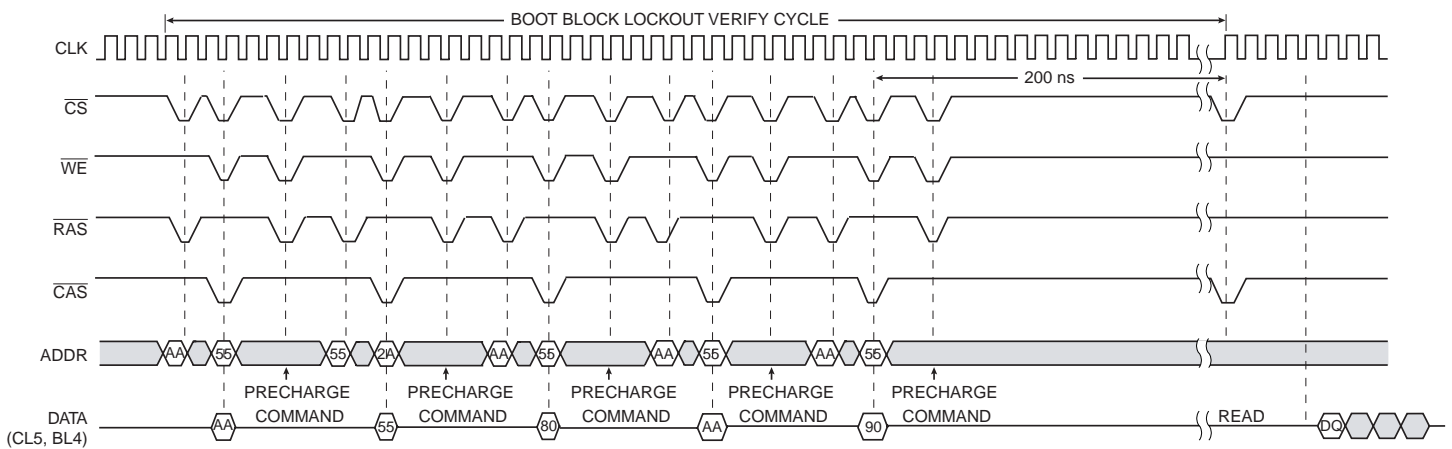 BOOT BLOCK LOCKOUT VERIFY CYCLE
CLK
200 ns
CS
WE
RAS
CAS
ADDR AA 55 55 2A AA 55 AA 55 AA 55
PRECHARGE COMMAND
PRECHARGE COMMAND
PRECHARGE COMMAND
PRECHARGE COMMAND
PRECHARGE COMMAND
DATA
(CL5, BL4)
AA 55 80 AA 90 READ DQ